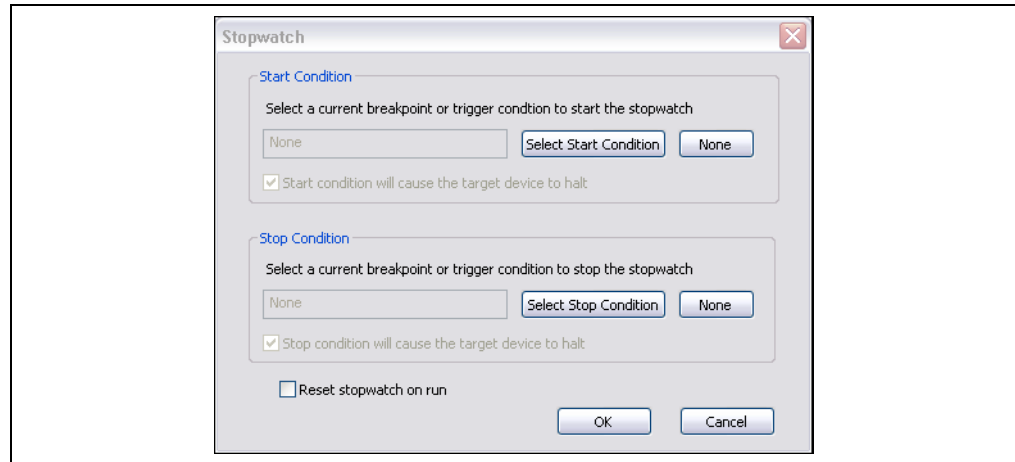 Stopwatch
Start Condition
Select a current breakpoint or trigger condtion to start the stopwatch
None Select Start Condition None
Start condition will cause the target device to halt
Stop Condition
Select a current breakpoint or trigger condition to stop the stopwatch
None Select Stop Condition None
Stop condition will cause the target device to halt
Reset stopwatch on run
OK Cancel